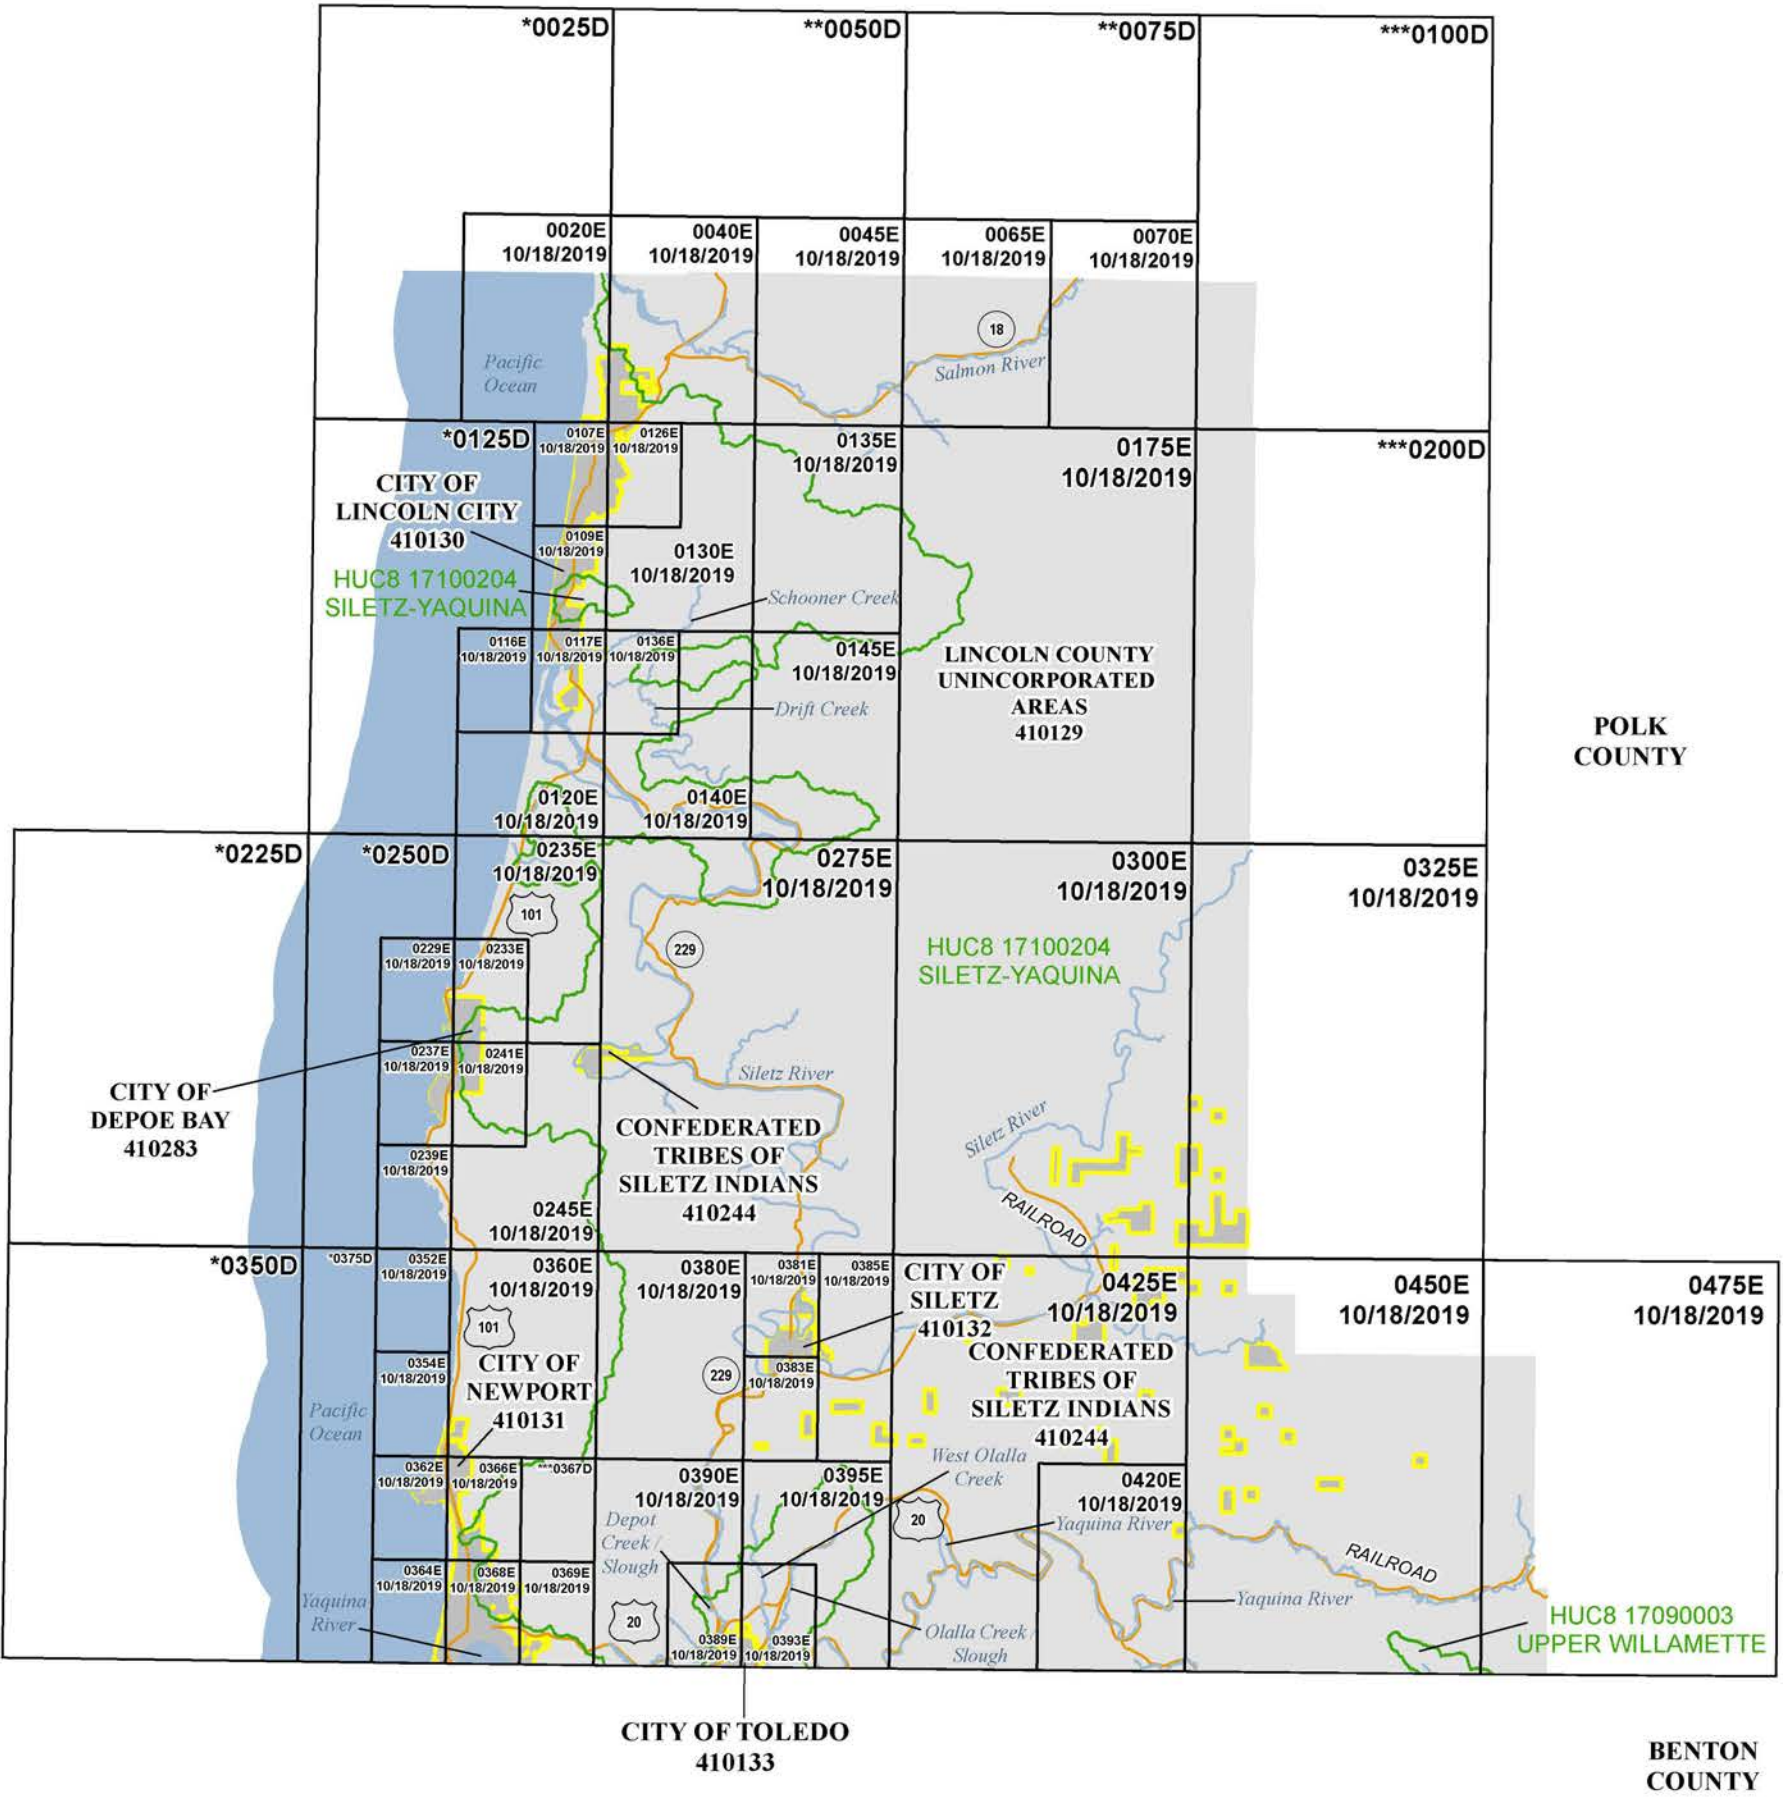 *0025D
**0050D
**0075D
***0100D
0020E
10/18/2019
0040E
10/18/2019
0045E
10/18/2019
0065E
10/18/2019
0070E
10/18/2019
18
Pacific
Ocean
Salmon River
*0125D
0107E
10/18/2019
0126E
10/18/2019
0135E
10/18/2019
0175E
10/18/2019
***0200D
CITY OF
LINCOLN CITY
410130
0109E
10/18/2019
0130E
10/18/2019
HUC8 17100204
SILETZ-YAQUINA
Schooner Creek
0116E
10/18/2019
0117E
10/18/2019
0136E
10/18/2019
0145E
10/18/2019
LINCOLN COUNTY
UNINCORPORATED
AREAS
410129
Drift Creek
POLK
COUNTY
0120E
10/18/2019
0140E
10/18/2019
*0225D
*0250D
0235E
10/18/2019
0275E
10/18/2019
0300E
10/18/2019
0325E
10/18/2019
101
229
0229E
10/18/2019
0233E
10/18/2019
HUC8 17100204
SILETZ-YAQUINA
0237E
10/18/2019
0241E
10/18/2019
Siletz River
CITY OF
DEPOE BAY
410283
CONFEDERATED
TRIBES OF
SILETZ INDIANS
410244
Siletz River
0239E
10/18/2019
RAILROAD
0245E
10/18/2019
*0350D
*0375D
0352E
10/18/2019
0360E
10/18/2019
0380E
10/18/2019
0381E
10/18/2019
0385E
10/18/2019
CITY OF
SILETZ
410132
0425E
10/18/2019
0450E
10/18/2019
0475E
10/18/2019
101
0354E
10/18/2019
CITY OF
NEWPORT
410131
229
0383E
10/18/2019
CONFEDERATED
TRIBES OF
SILETZ INDIANS
410244
Pacific
Ocean
0362E
10/18/2019
0366E
10/18/2019
***0367D
0390E
10/18/2019
0395E
10/18/2019
West Olalla
Creek
0420E
10/18/2019
Depot
Creek /
Slough
20
Yaquina River
RAILROAD
0364E
10/18/2019
0368E
10/18/2019
0369E
10/18/2019
Yaquina
River
20
Yaquina River
0389E
10/18/2019
0393E
10/18/2019
Olalla Creek /
Slough
HUC8 17090003
UPPER WILLAMETTE
CITY OF TOLEDO
410133
BENTON
COUNTY